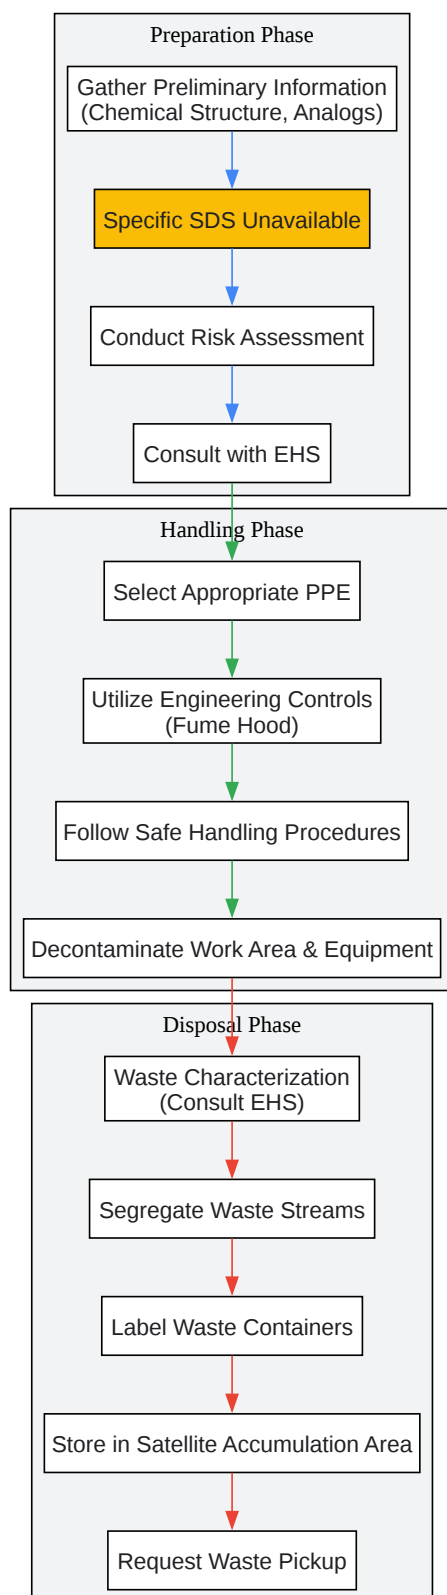 Preparation Phase
Gather Preliminary Information
(Chemical Structure, Analogs)
Specific SDS Unavailable
Conduct Risk Assessment
Consult with EHS
Handling Phase
Select Appropriate PPE
Utilize Engineering Controls
(Fume Hood)
Follow Safe Handling Procedures
Decontaminate Work Area & Equipment
Disposal Phase
Waste Characterization
(Consult EHS)
Segregate Waste Streams
Label Waste Containers
Store in Satellite Accumulation Area
Request Waste Pickup